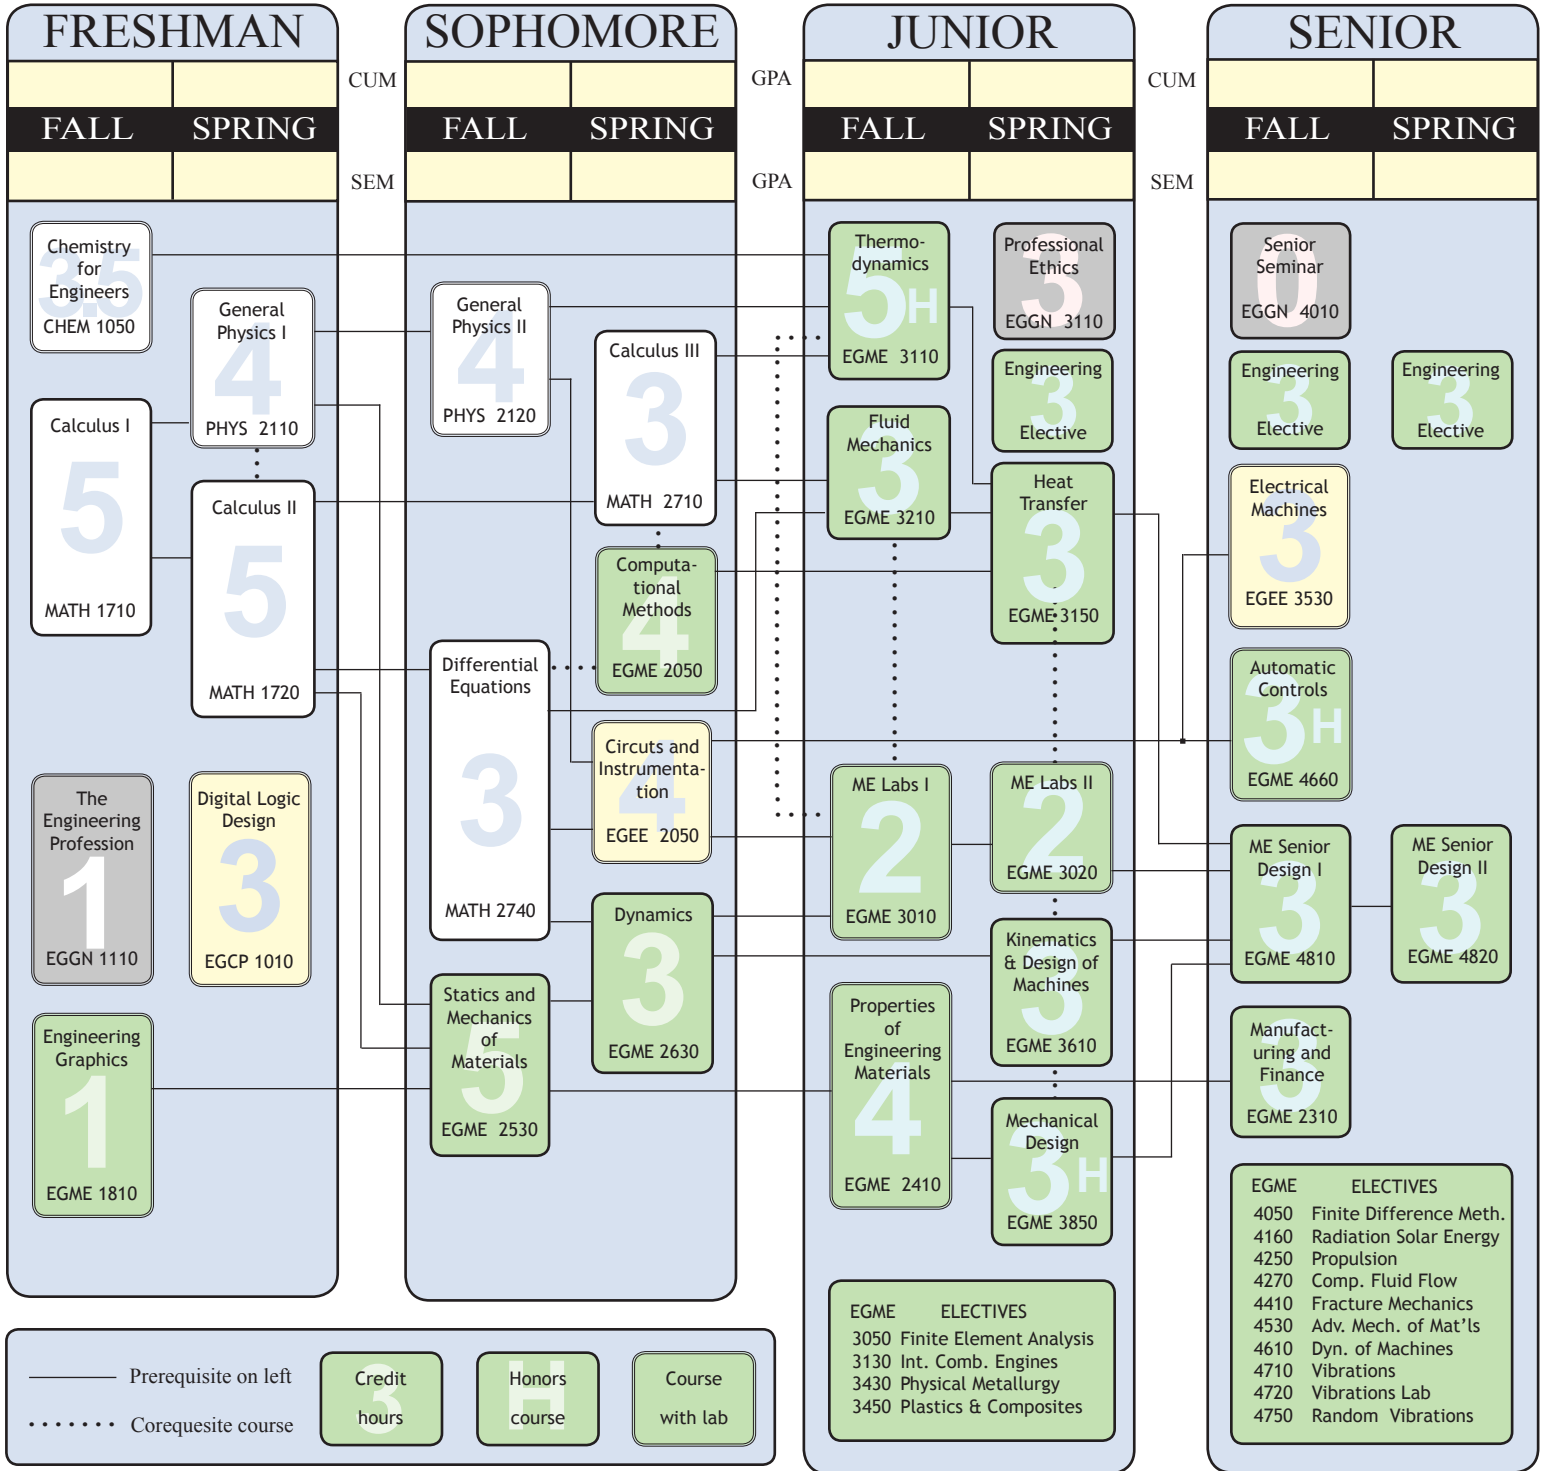 FRESHMAN
FALL
SPRING
3.5
Chemistry
for
Engineers
CHEM 1050
5
Calculus I
MATH 1710
1
The
Engineering
Profession
EGGN 1110
1
Engineering
Graphics
EGME 1810
4
General
Physics I
PHYS 2110
5
Calculus II
MATH 1720
3
Digital Logic
Design
EGCP 1010
CUM
SEM
SOPHOMORE
FALL
SPRING
4
General
Physics II
PHYS 2120
3
Differential
Equations
MATH 2740
5
Statics and
Mechanics
of
Materials
EGME 2530
3
Calculus III
MATH 2710
4
Computa-
tional
Methods
EGME 2050
4
Circuts and
Instrumenta-
tion
EGEE 2050
3
Dynamics
EGME 2630
GPA
GPA
JUNIOR
FALL
SPRING
5 H
Thermo-
dynamics
EGME 3110
3
Fluid
Mechanics
EGME 3210
2
ME Labs I
EGME 3010
4
Properties
of
Engineering
Materials
EGME 2410
3
Professional
Ethics
EGGN 3110
3
Engineering
Elective
3
Heat
Transfer
EGME 3150
2
ME Labs II
EGME 3020
3
Kinematics
& Design of
Machines
EGME 3610
3 H
Mechanical
Design
EGME 3850
EGME ELECTIVES
3050 Finite Element Analysis
3130 Int. Comb. Engines
3430 Physical Metallurgy
3450 Plastics & Composites
CUM
SEM
SENIOR
FALL
SPRING
0
Senior
Seminar
EGGN 4010
3
Engineering
Elective
3
Electrical
Machines
EGEE 3530
3 H
Automatic
Controls
EGME 4660
3
ME Senior
Design I
EGME 4810
3
Manufact-
uring and
Finance
EGME 2310
3
Engineering
Elective
3
ME Senior
Design II
EGME 4820
EGME ELECTIVES
4050 Finite Difference Meth.
4160 Radiation Solar Energy
4250 Propulsion
4270 Comp. Fluid Flow
4410 Fracture Mechanics
4530 Adv. Mech. of Mat'ls
4610 Dyn. of Machines
4710 Vibrations
4720 Vibrations Lab
4750 Random Vibrations
Prerequisite on left
Corequesite course
3
Credit
hours
H
Honors
course
Course
with lab